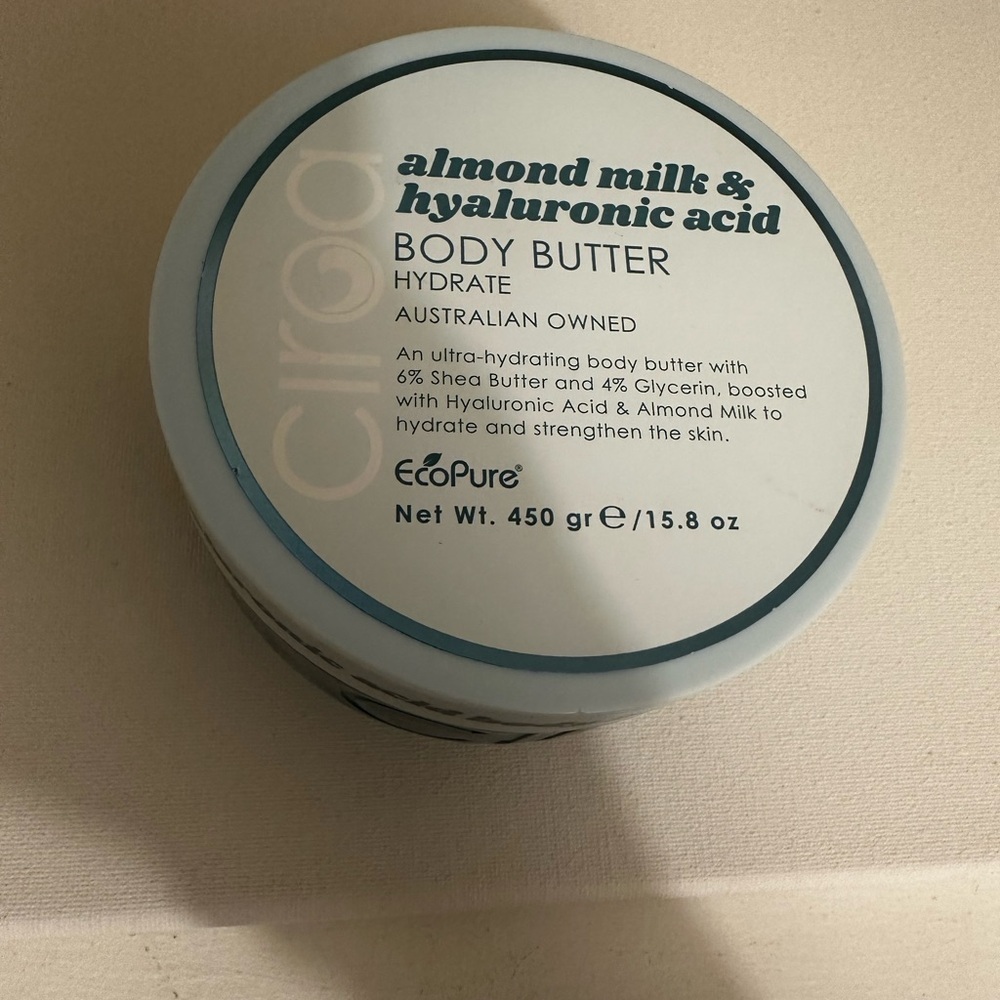 Ciroa
almond milk &
hyaluronic acid
BODY BUTTER
HYDRATE
AUSTRALIAN OWNED
An ultra-hydrating body butter with
6% Shea Butter and 4% Glycerin, boosted
with Hyaluronic Acid & Almond Milk to
hydrate and strengthen the skin.
EcoPure®
Net Wt. 450 gr ℮/15.8 oz